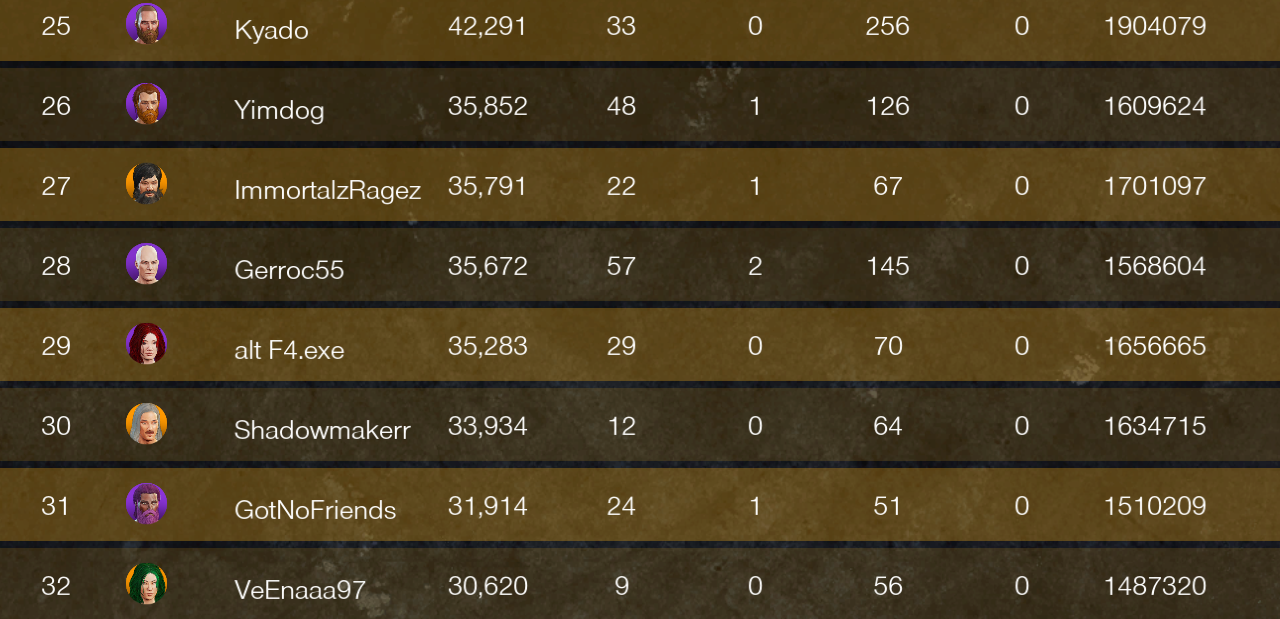 25 Kyado 42,291 33 0 256 0 1904079
26 Yimdog 35,852 48 1 126 0 1609624
27 ImmortalzRagez 35,791 22 1 67 0 1701097
28 Gerroc55 35,672 57 2 145 0 1568604
29 alt F4.exe 35,283 29 0 70 0 1656665
30 Shadowmakerr 33,934 12 0 64 0 1634715
31 GotNoFriends 31,914 24 1 51 0 1510209
32 VeEnaaa97 30,620 9 0 56 0 1487320